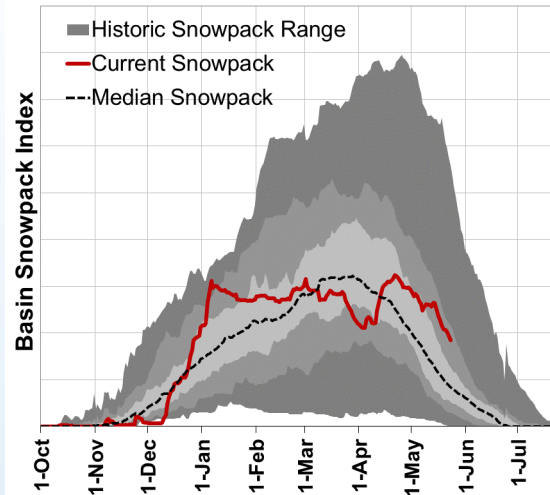 Historic Snowpack Range
Current Snowpack
Median Snowpack
Basin Snowpack Index
1-Oct
1-Nov
1-Dec
1-Jan
1-Feb
1-Mar
1-Apr
1-May
1-Jun
1-Jul